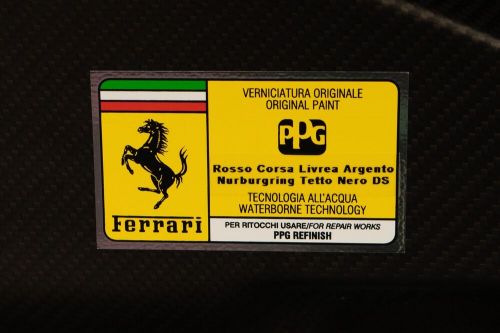 VERNICIATURA ORIGINALE
ORIGINAL PAINT
PPG
Rosso Corsa Livrea Argento
Nurburgring Tetto Nero DS
TECNOLOGIA ALL'ACQUA
WATERBORNE TECHNOLOGY
Ferrari
PER RITOCCHI USARE/FOR REPAIR WORKS
PPG REFINISH